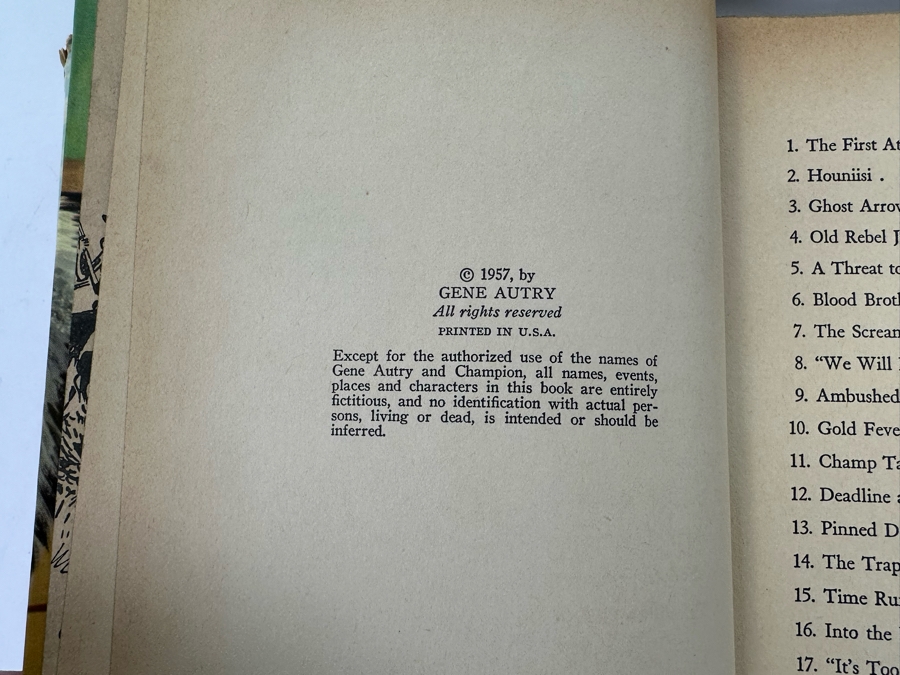 © 1957, by
GENE AUTRY
All rights reserved
PRINTED IN U.S.A.
Except for the authorized use of the names of
Gene Autry and Champion, all names, events,
places and characters in this book are entirely
fictitious, and no identification with actual per-
sons, living or dead, is intended or should be
inferred.
1. The First
2. Houniisi .
3. Ghost
4. Old Rebel
5. A Threat
6. Blood
7. The
8. “We Will
9. Ambushed
10. Gold
11. Champ
12. Deadline
13. Pinned
14. The
15. Time
16. Into the
17. “It’s Too